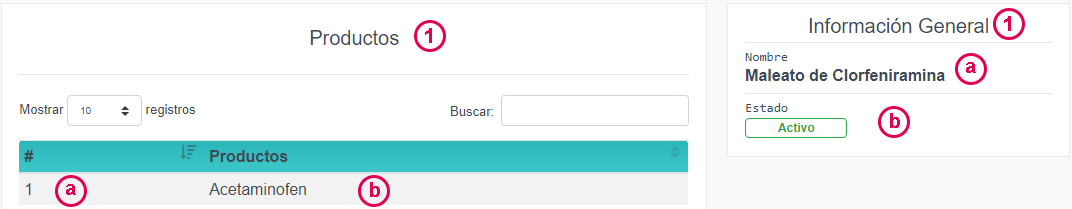 Productos 1
Mostrar 10 registros Buscar:
# Productos
1 a Acetaminofen b
Información General 1
Nombre
Maleato de Clorfeniramina a
Estado
Activo b